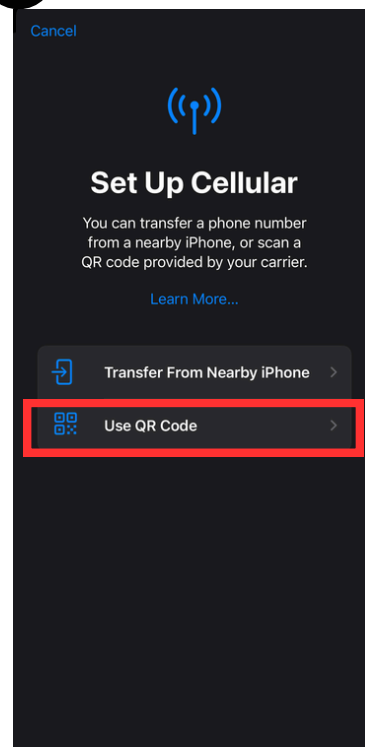 Cancel
Set Up Cellular
You can transfer a phone number
from a nearby iPhone, or scan a
QR code provided by your carrier.
Learn More...
Transfer From Nearby iPhone
Use QR Code